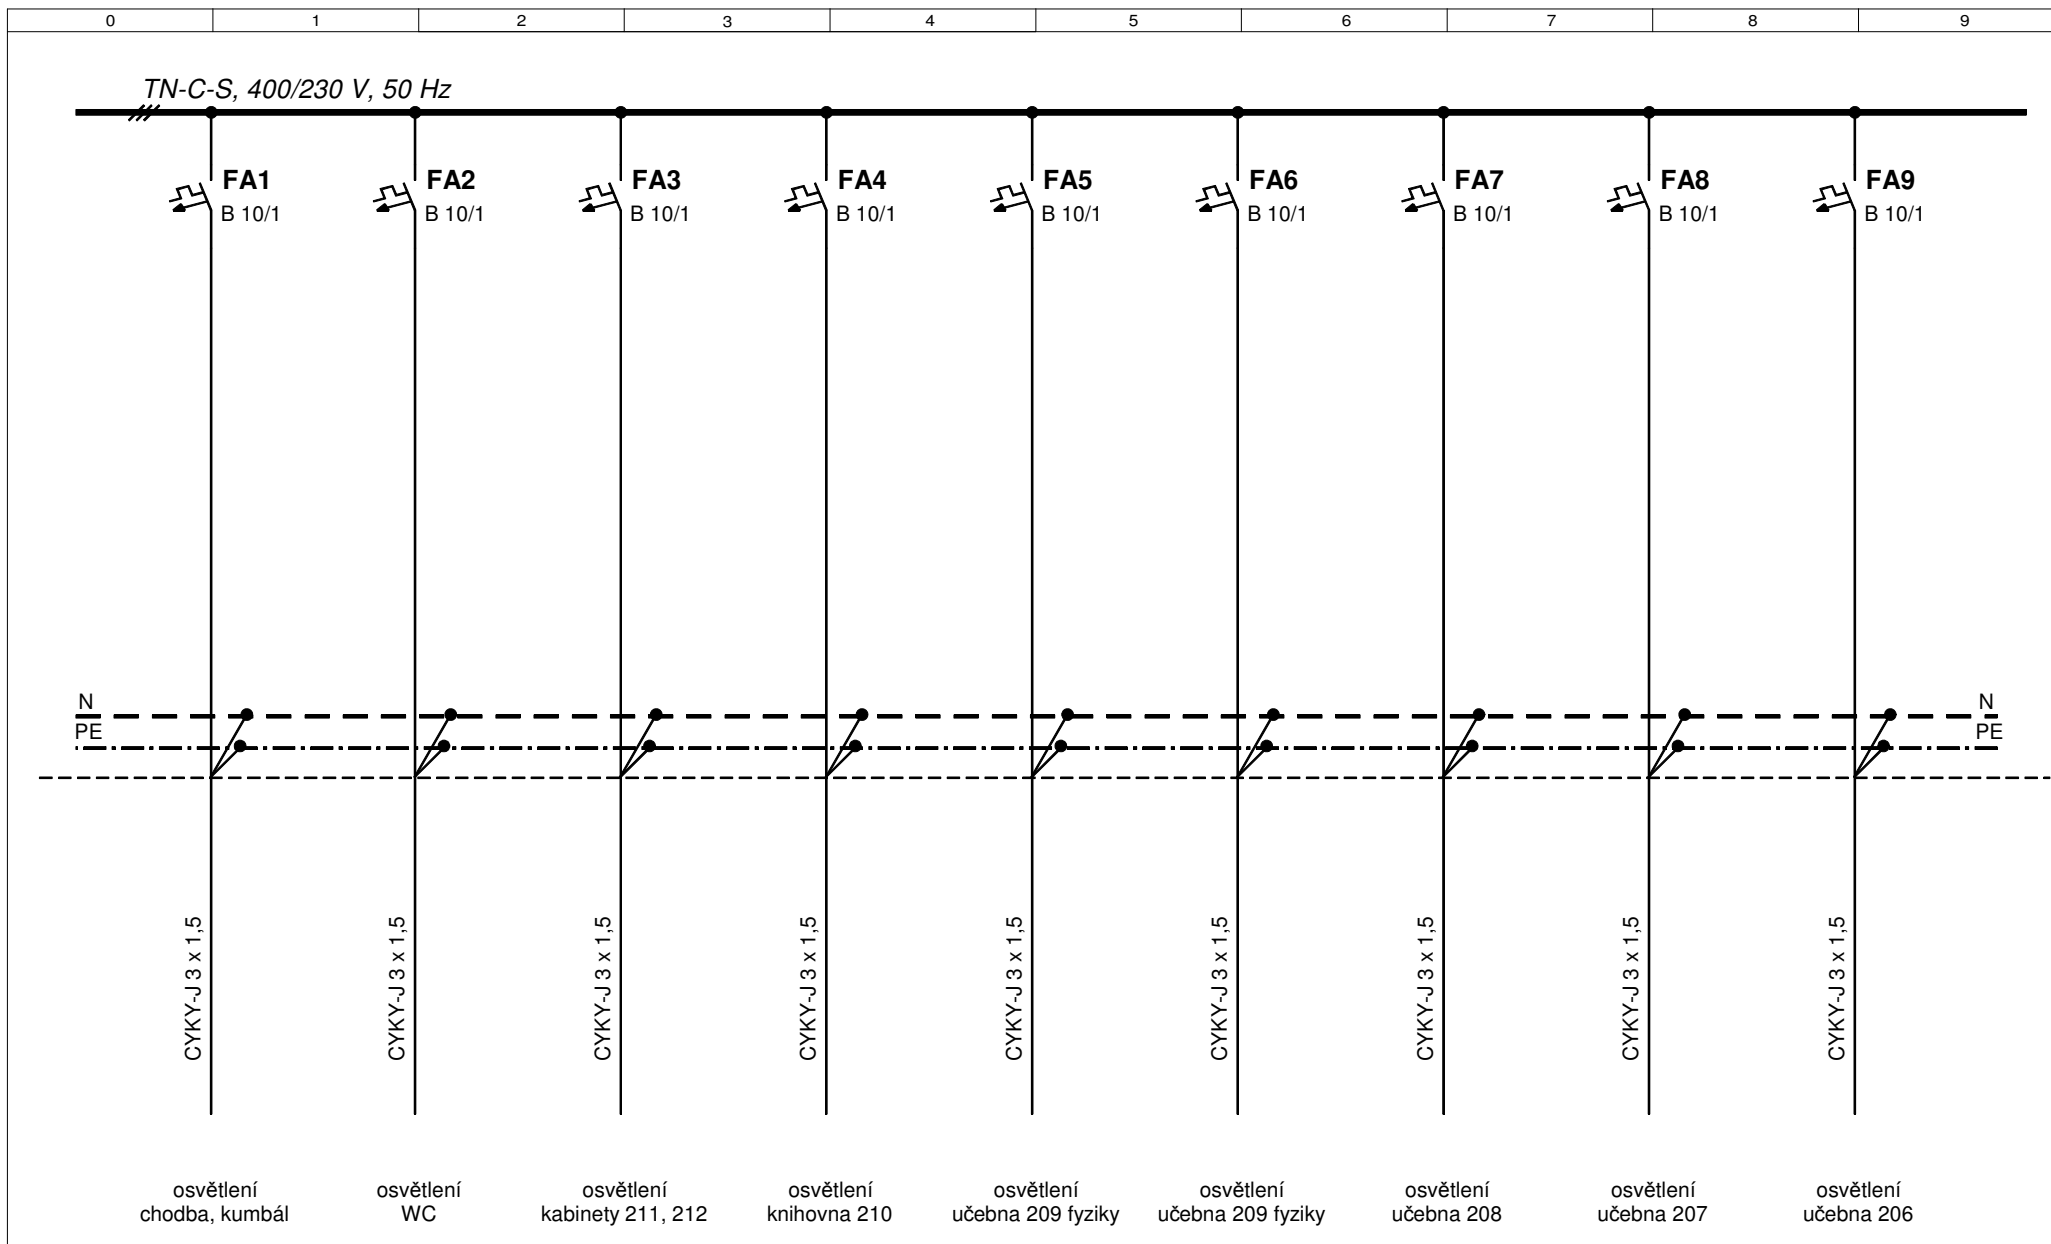 0 1 2 3 4 5 6 7 8 9
TN-C-S, 400/230 V, 50 Hz
FA1 FA2 FA3 FA4 FA5 FA6 FA7 FA8 FA9
B 10/1 B 10/1 B 10/1 B 10/1 B 10/1 B 10/1 B 10/1 B 10/1 B 10/1
N N
PE PE
CYKY-J 3 x 1,5
CYKY-J 3 x 1,5
CYKY-J 3 x 1,5
CYKY-J 3 x 1,5
CYKY-J 3 x 1,5
CYKY-J 3 x 1,5
CYKY-J 3 x 1,5
CYKY-J 3 x 1,5
CYKY-J 3 x 1,5
osvětlení
chodba, kumbál
osvětlení
WC
osvětlení
kabinety 211, 212
osvětlení
knihovna 210
osvětlení
učebna 209 fyziky
osvětlení
učebna 209 fyziky
osvětlení
učebna 208
osvětlení
učebna 207
osvětlení
učebna 206